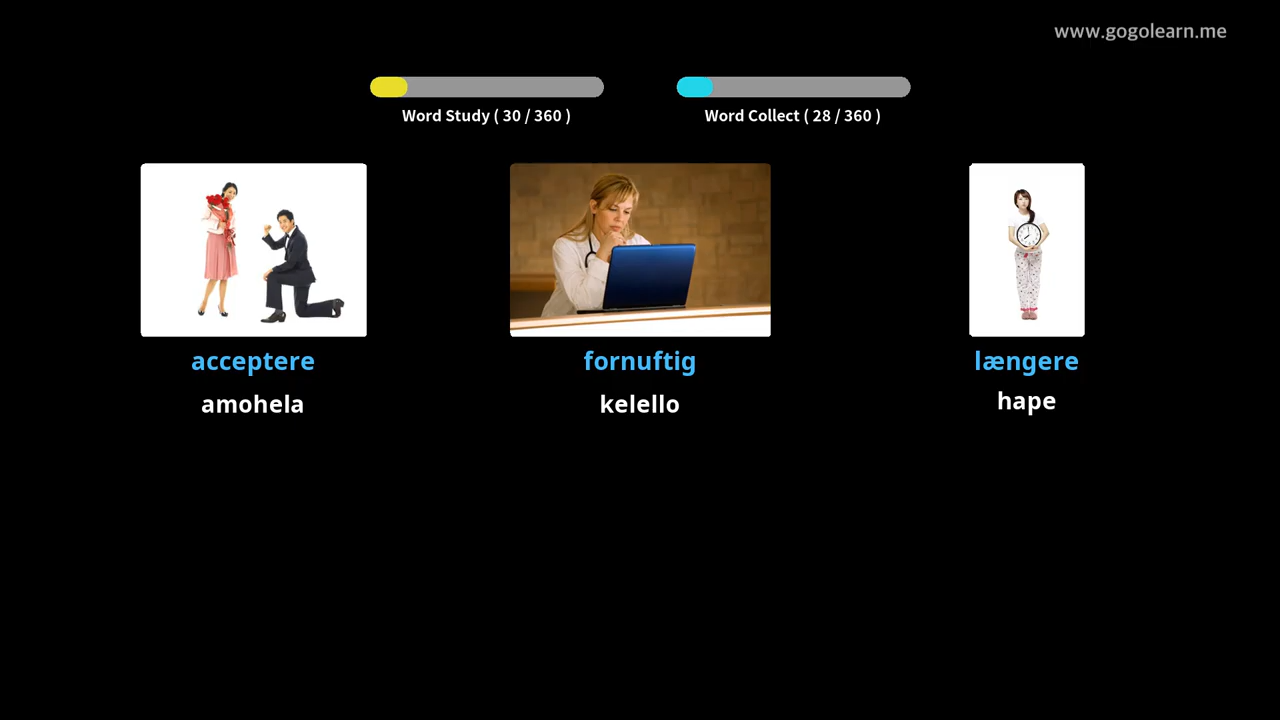 www.gogolearn.me
Word Study ( 30 / 360 )
Word Collect ( 28 / 360 )
acceptere
fornuftig
længere
amohela
kelello
hape